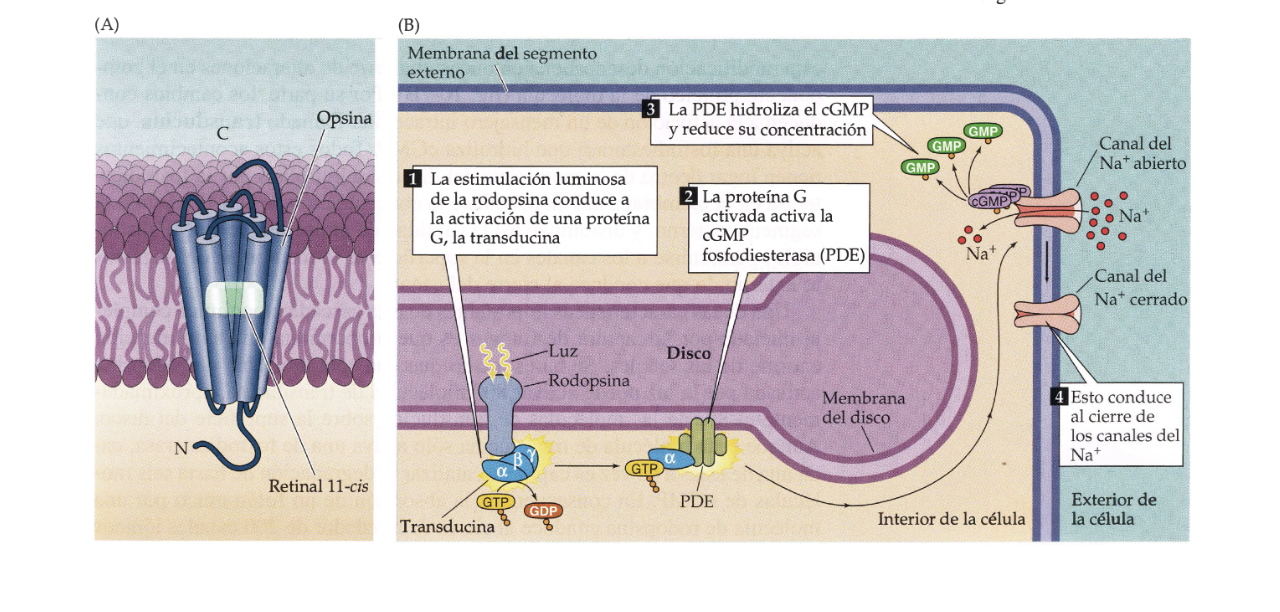 (A)
C
Opsina
N
Retinal 11-cis
(B)
Membrana del segmento
externo
1 La estimulación luminosa
de la rodopsina conduce a
la activación de una proteína
G, la transducina
2 La proteína G
activada activa la
cGMP
fosfodiesterasa (PDE)
3 La PDE hidroliza el cGMP
y reduce su concentración
GMP
GMP
GMP
cGMP
Canal del
Na+ abierto
Na+
Na+
Canal del
Na+ cerrado
Luz
Rodopsina
Disco
Membrana
del disco
4 Esto conduce
al cierre de
los canales del
Na+
α β γ
GTP
GDP
Transducina
α
GTP
PDE
Interior de la célula
Exterior de
la célula